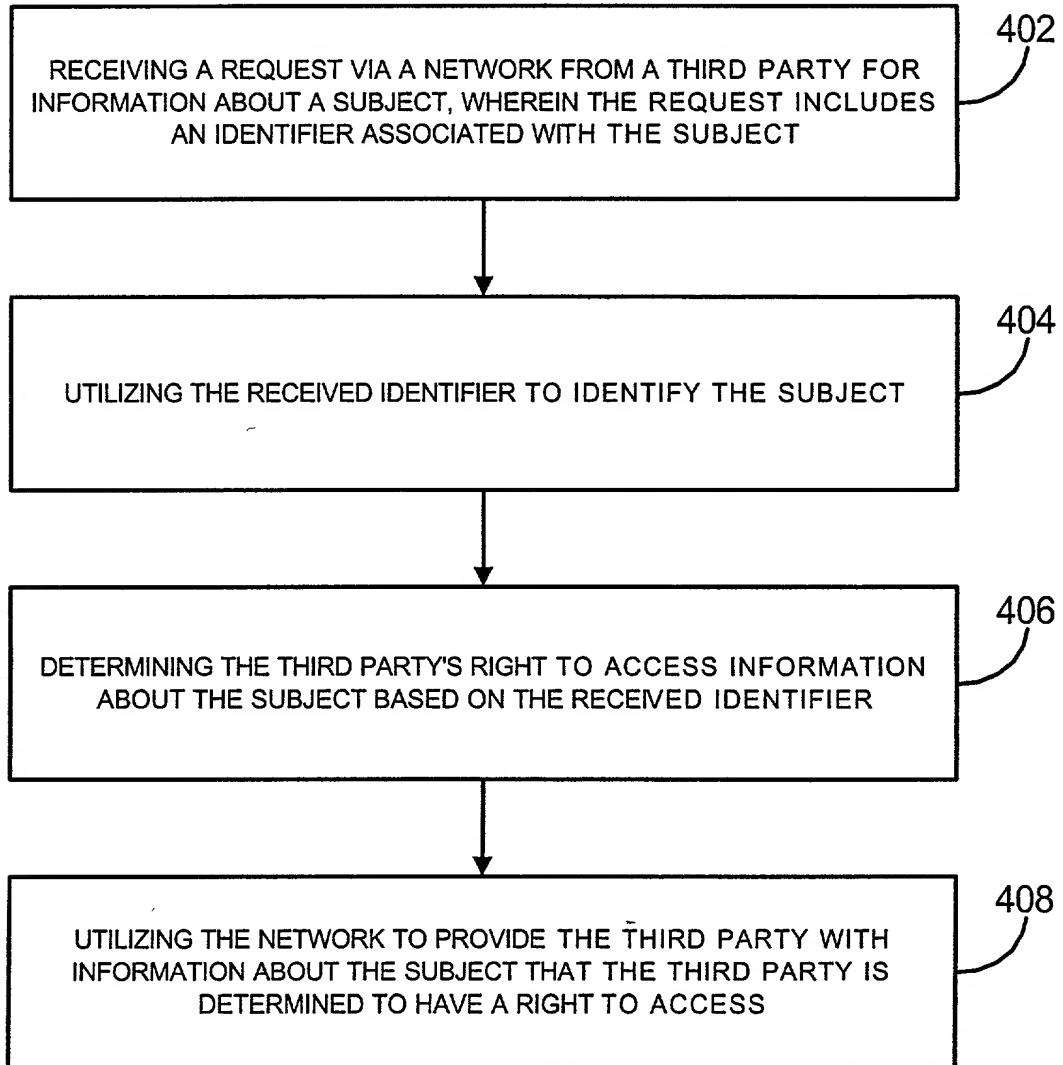 402
RECEIVING A REQUEST VIA A NETWORK FROM A THIRD PARTY FOR
INFORMATION ABOUT A SUBJECT, WHEREIN THE REQUEST INCLUDES
AN IDENTIFIER ASSOCIATED WITH THE SUBJECT
404
UTILIZING THE RECEIVED IDENTIFIER TO IDENTIFY THE SUBJECT
406
DETERMINING THE THIRD PARTY'S RIGHT TO ACCESS INFORMATION
ABOUT THE SUBJECT BASED ON THE RECEIVED IDENTIFIER
408
UTILIZING THE NETWORK TO PROVIDE THE THIRD PARTY WITH
INFORMATION ABOUT THE SUBJECT THAT THE THIRD PARTY IS
DETERMINED TO HAVE A RIGHT TO ACCESS